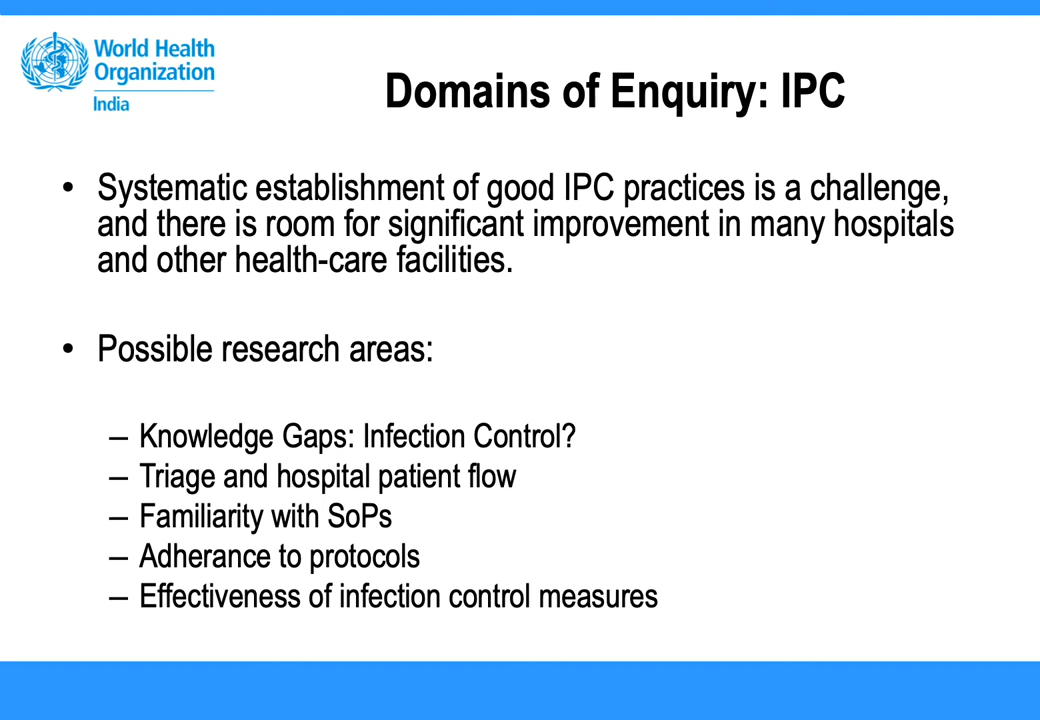 World Health
Organization
India
Domains of Enquiry: IPC
• Systematic establishment of good IPC practices is a challenge,
and there is room for significant improvement in many hospitals
and other health-care facilities.
• Possible research areas:
– Knowledge Gaps: Infection Control?
– Triage and hospital patient flow
– Familiarity with SoPs
– Adherance to protocols
– Effectiveness of infection control measures